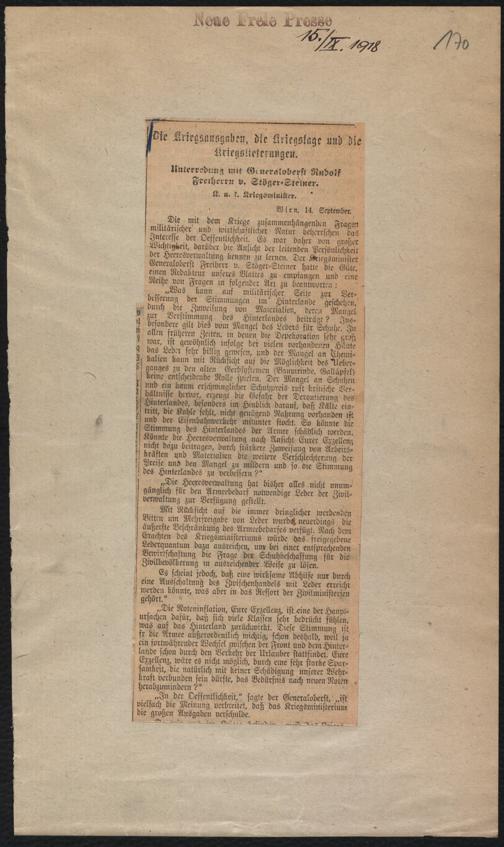 Neue Freie Presse
15./IX. 1918
170
Die Kriegsausgaben, die Kriegslage und die
Kriegslieferungen.
Unterredung mit Generaloberst Rudolf
Freiherrn v. Stöger-Steiner.
K. u. k. Kriegsminister.
Wien, 14. September.
Die mit dem Kriege zusammenhängenden Fragen
militärischer und wirtschaftlicher Natur beherrschen das
Interesse der Oeffentlichkeit. Es war daher von großer
Wichtigkeit, darüber die Ansicht der leitenden Persönlichkeit
der Heeresverwaltung kennen zu lernen. Der Kriegsminister
Generaloberst Freiherr v. Stöger-Steiner hatte die Güte,
einen Redakteur unseres Blattes zu empfangen und eine
Reihe von Fragen in folgender Art zu beantworten:
„Was kann auf militärischer Seite zur Ver-
besserung der Stimmungen im Hinterlande geschehen,
durch die Zuweisung von Materialien, deren Mangel
zur Verstimmung des Hinterlandes beiträgt? Ins-
besondere gilt dies vom Mangel des Leders für Schuhe. In
allen früheren Zeiten, in denen die Depekoration sehr groß
war, ist gewöhnlich infolge der vielen vorhandenen Häute
das Leder sehr billig gewesen, und der Mangel an Chemi-
kalien kann mit Rücksicht auf die Möglichkeit des Ueber-
ganges zu den alten Gerbstoffen (Baumrinde, Galläpfel)
keine entscheidende Rolle spielen. Der Mangel an Schuhen
und ein kaum erschwinglicher Schuhpreis ruft kritische Ver-
hältnisse hervor, erzeugt die Gefahr der Deroutierung des
Hinterlandes, besonders im Hinblick darauf, daß Kälte ein-
tritt, die Kohle fehlt, nicht genügend Nahrung vorhanden ist
und der Eisenbahnverkehr mitunter stockt. So könnte die
Stimmung des Hinterlandes der Armee schädlich werden.
Könnte die Heeresverwaltung nach Ansicht Eurer Exzellenz
nicht dazu beitragen, durch stärkere Zuweisung von Arbeits-
kräften und Materialien die weitere Verschlechterung der
Preise und den Mangel zu mildern und so die Stimmung
des Hinterlandes zu verbessern?"
„Die Heeresverwaltung hat bisher alles nicht unum-
gänglich für den Armeebedarf notwendige Leder der Zivil-
verwaltung zur Verfügung gestellt.
Mit Rücksicht auf die immer dringlicher werdenden
Bitten um Mehrfreigabe von Leder wurde neuerdings die
äußerste Beschränkung des Armeebedarfes verfügt. Nach dem
Erachten des Kriegsministeriums würde das freigegebene
Lederquantum dazu ausreichen, um bei einer entsprechenden
Bewirtschaftung die Frage der Schuhbeschaffung für die
Zivilbevölkerung in ausreichender Weise zu lösen.
Es scheint jedoch, daß eine wirksame Abhilfe nur durch
eine Ausschaltung des Zwischenhandels mit Leder erreicht
werden könnte, was aber in das Ressort der Zivilministerien
gehört."
„Die Noteninflation, Eure Exzellenz, ist eine der Haupt-
ursachen dafür, daß sich viele Klassen sehr bedrückt fühlen,
was auf das Hinterland zurückwirkt. Diese Stimmung ist
für die Armee außerordentlich wichtig, schon deshalb, weil ja
ein fortwährender Wechsel zwischen der Front und dem Hinter-
lande schon durch den Verkehr der Urlauber stattfindet. Eure
Exzellenz, wäre es nicht möglich, durch eine sehr starke Spar-
samkeit, die natürlich mit keiner Schädigung unserer Wehr-
kraft verbunden sein dürfte, das Bedürfnis nach neuen Noten
herabzumindern?"
„In der Oeffentlichkeit," sagte der Generaloberst, „ist
vielfach die Meinung verbreitet, daß das Kriegsministerium
die großen Ausgaben verschulde.